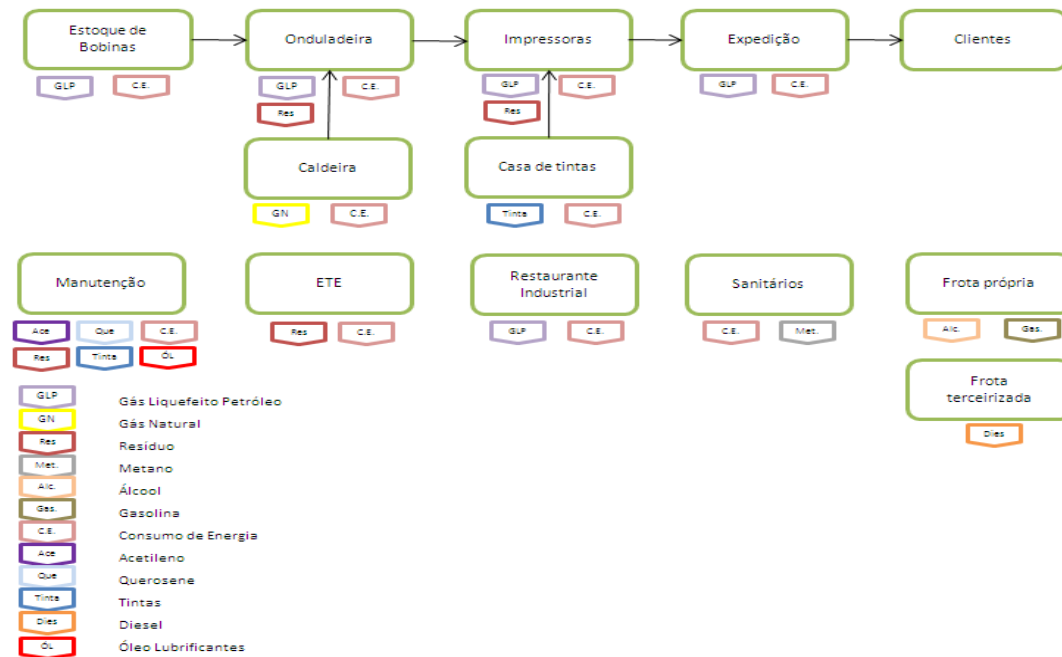 Estoque de
Bobinas
Onduladeira
Impressoras
Expedição
Clientes
GLP
C.E.
GLP
C.E.
Res
GLP
C.E.
Res
GLP
C.E.
Caldeira
Casa de tintas
GN
C.E.
Tinta
C.E.
Manutenção
ETE
Restaurante
Industrial
Sanitários
Frota própria
Ace
Que
C.E.
Res
Tinta
ÓL
Res
C.E.
GLP
C.E.
C.E.
Met.
Alc.
Gas.
Frota
terceirizada
Dies
GLP Gás Liquefeito Petróleo
GN Gás Natural
Res Resíduo
Met. Metano
Alc. Álcool
Gas. Gasolina
C.E. Consumo de Energia
Ace Acetileno
Que Querosene
Tinta Tintas
Dies Diesel
ÓL Óleo Lubrificantes